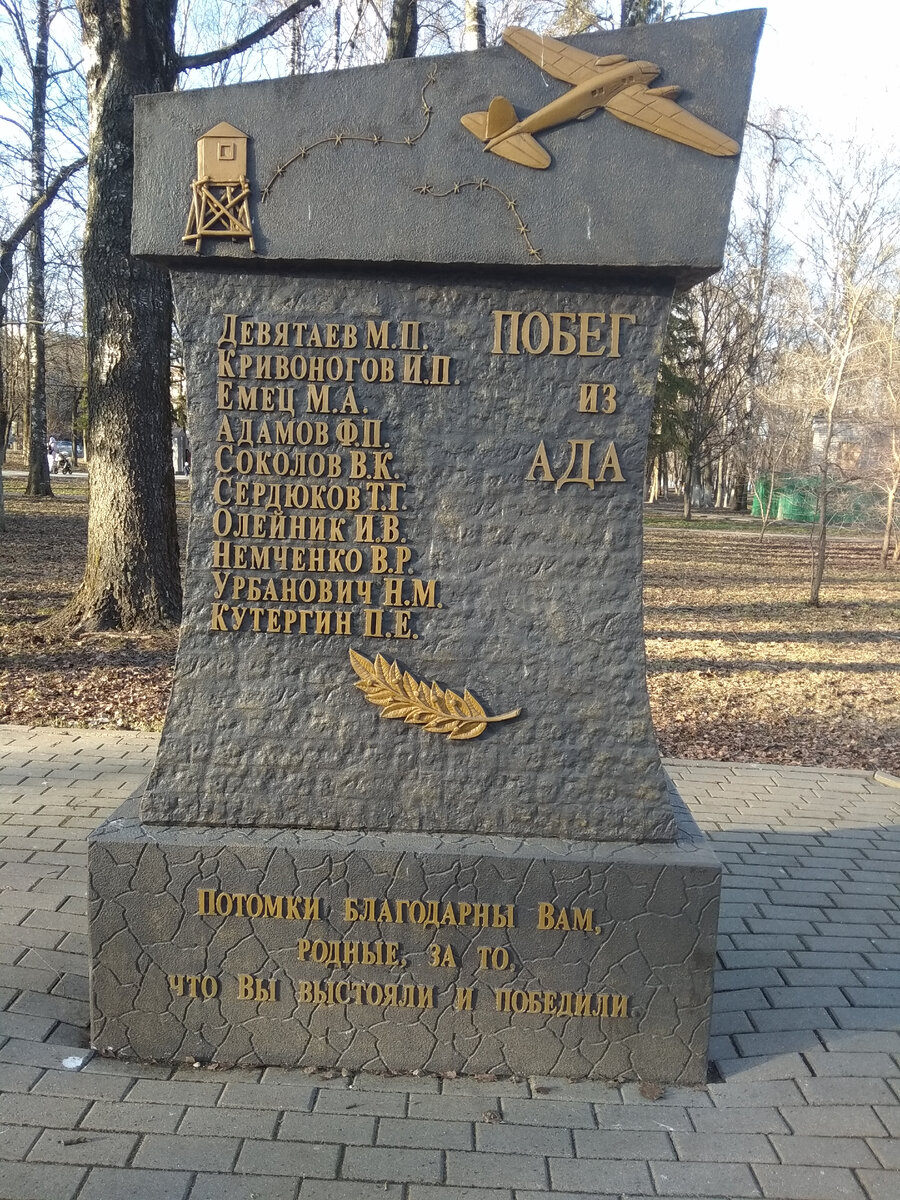 Девятаев М.П.
Кривоногов И.П.
Емец М.А.
Адамов Ф.П.
Соколов В.К.
Сердюков Т.Г.
Олейник И.В.
Немченко В.Р.
Урбанович Н.М.
Кутергин П.Е.
ПОБЕГ
ИЗ
АДА
Потомки благодарны Вам,
родные, за то,
что Вы выстояли и победили.